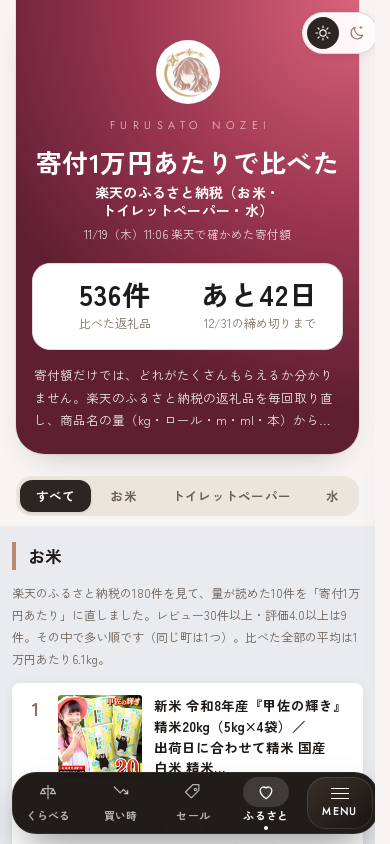 FURUSATO NOZEI
寄付1万円あたりで比べた
楽天のふるさと納税（お米・
トイレットペーパー・水）
11/19（木）11:06 楽天で確かめた寄付額
536件
比べた返礼品
あと42日
12/31の締め切りまで
寄付額だけでは、どれがたくさんもらえるか分かり
ません。楽天のふるさと納税の返礼品を毎回取り直
し、商品名の量（kg・ロール・m・ml・本）から…
すべて
お米
トイレットペーパー
水
お米
楽天のふるさと納税の180件を見て、量が読めた10件を「寄付1万
円あたり」に直しました。レビュー30件以上・評価4.0以上は9
件。その中で多い順です（同じ町は1つ）。比べた全部の平均は1
万円あたり6.1kg。
1
甲佐の輝き
20
新米 令和8年産『甲佐の輝き』
精米20kg（5kg×4袋）／
出荷日に合わせて精米 国産
白米 精米…
くらべる
買い時
セール
ふるさと
MENU